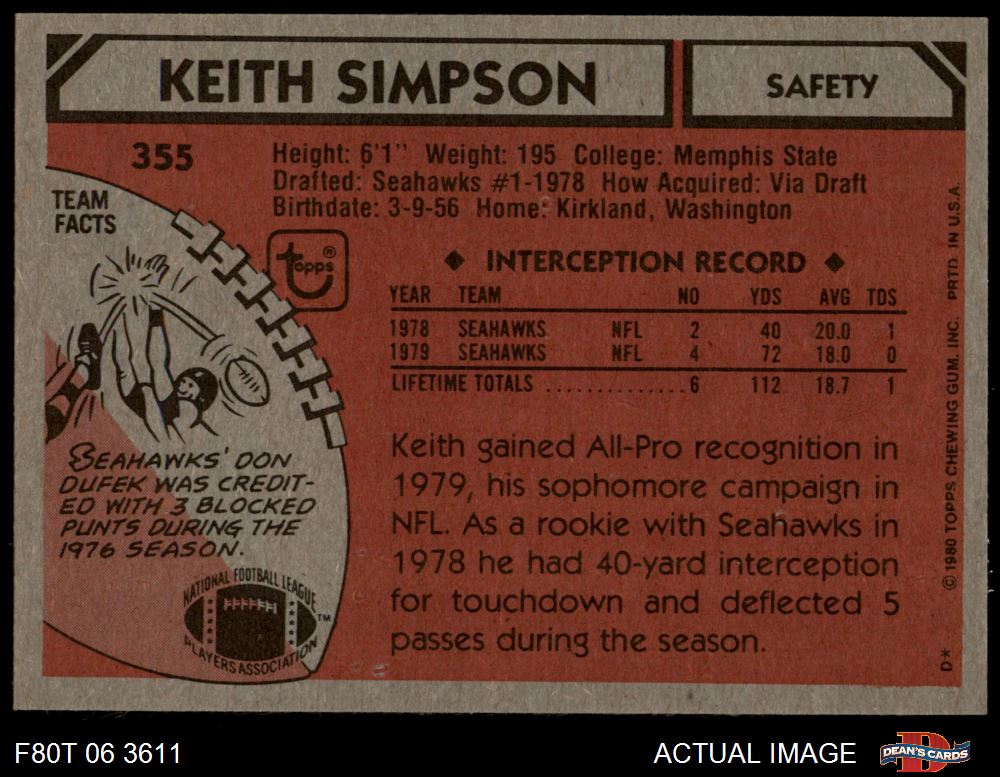 KEITH SIMPSON
SAFETY
355
Height: 6'1" Weight: 195 College: Memphis State
Drafted: Seahawks #1-1978 How Acquired: Via Draft
Birthdate: 3-9-56 Home: Kirkland, Washington
TEAM
FACTS
topps®
◆ INTERCEPTION RECORD ◆
YEAR TEAM NO YDS AVG TDS
1978 SEAHAWKS NFL 2 40 20.0 1
1979 SEAHAWKS NFL 4 72 18.0 0
LIFETIME TOTALS ............... 6 112 18.7 1
SEAHAWKS' DON
DUFEK WAS CREDIT-
ED WITH 3 BLOCKED
PUNTS DURING THE
1976 SEASON.
Keith gained All-Pro recognition in
1979, his sophomore campaign in
NFL. As a rookie with Seahawks in
1978 he had 40-yard interception
for touchdown and deflected 5
passes during the season.
NATIONAL FOOTBALL LEAGUE
PLAYERS ASSOCIATION
TM
© 1980 TOPPS CHEWING GUM, INC. PRTD. IN U.S.A.
D*
F80T 06 3611
ACTUAL IMAGE
D
DEAN'S CARDS